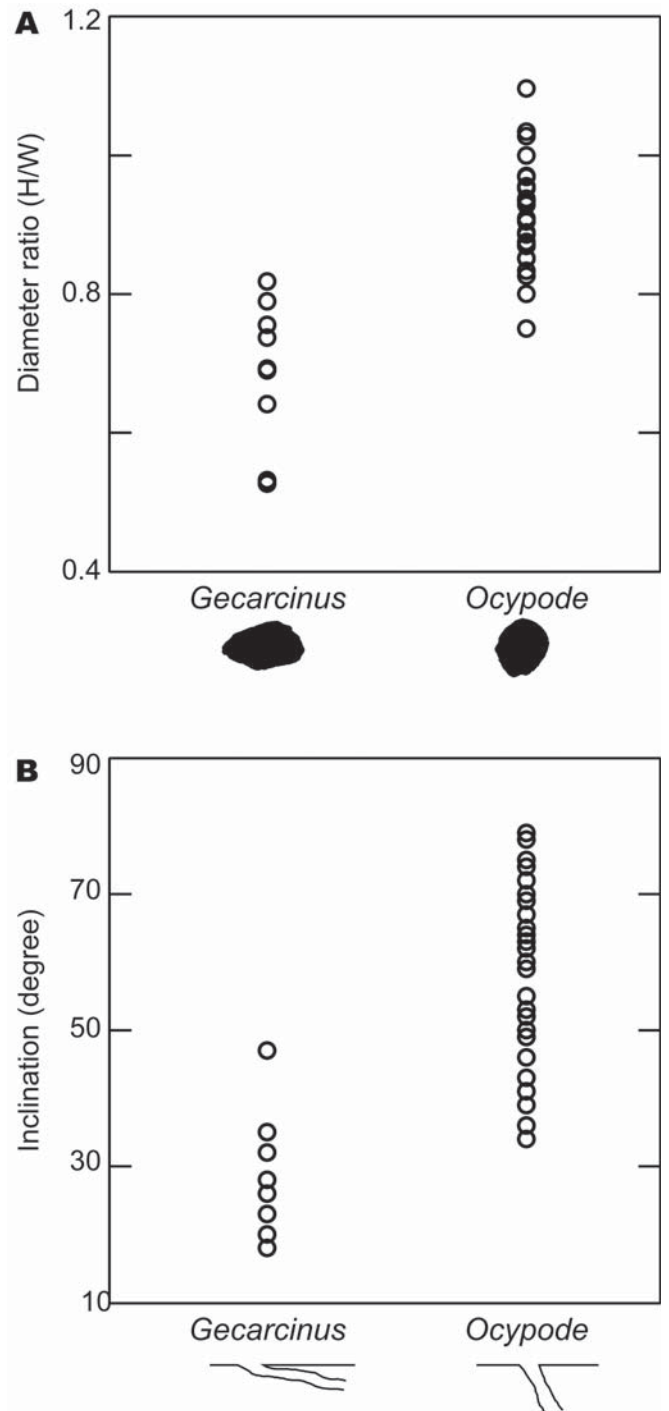 A
1.2
0.8
0.4
Diameter ratio (H/W)
Gecarcinus Ocypode
B
90
70
50
30
10
Inclination (degree)
Gecarcinus Ocypode